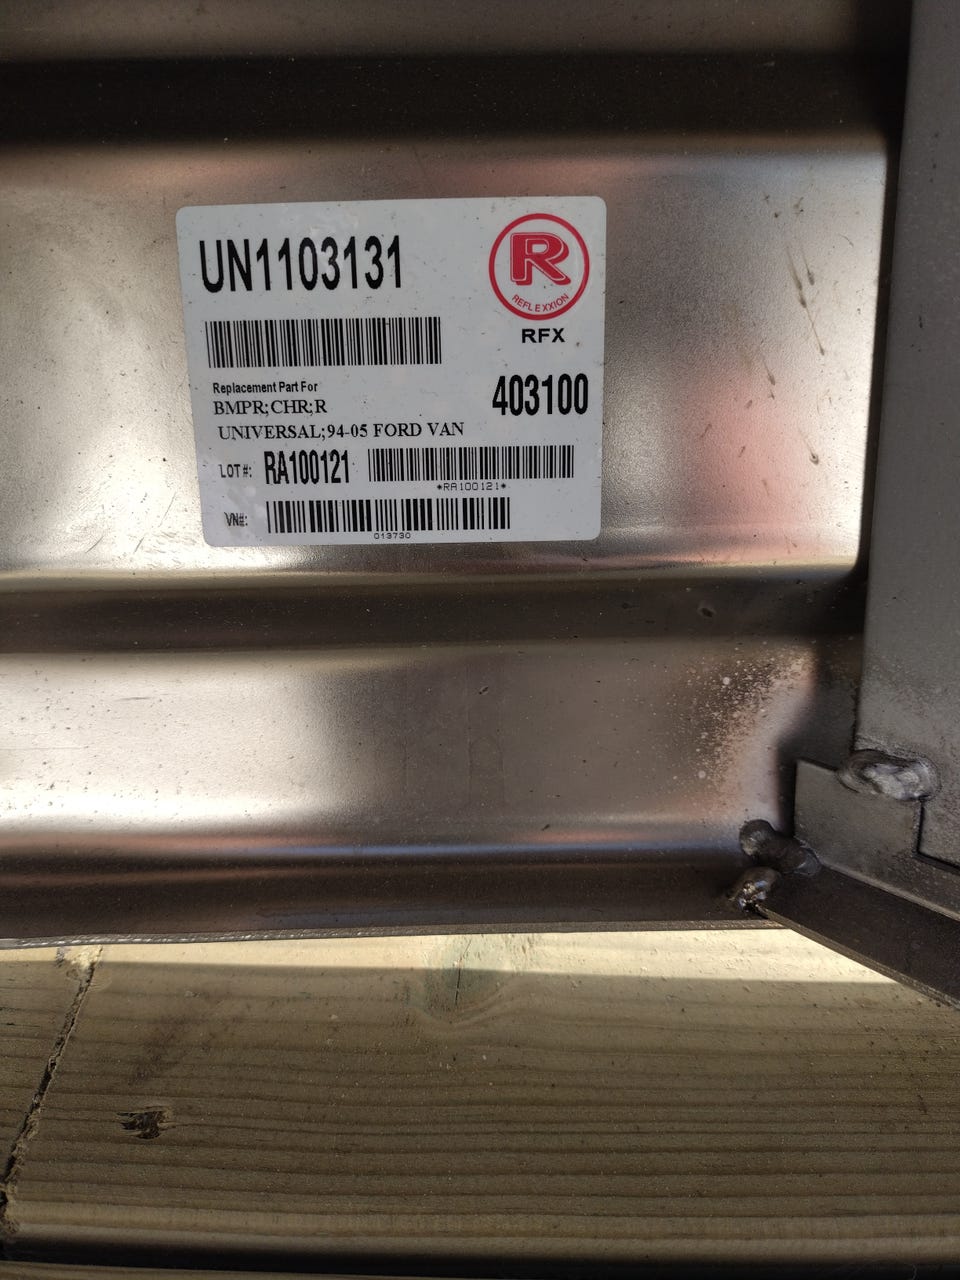 UN1103131
R
REFLEXXION
RFX
Replacement Part For
BMPR;CHR;R
403100
UNIVERSAL;94-05 FORD VAN
LOT #: RA100121
*RA100121*
VN#:
013730